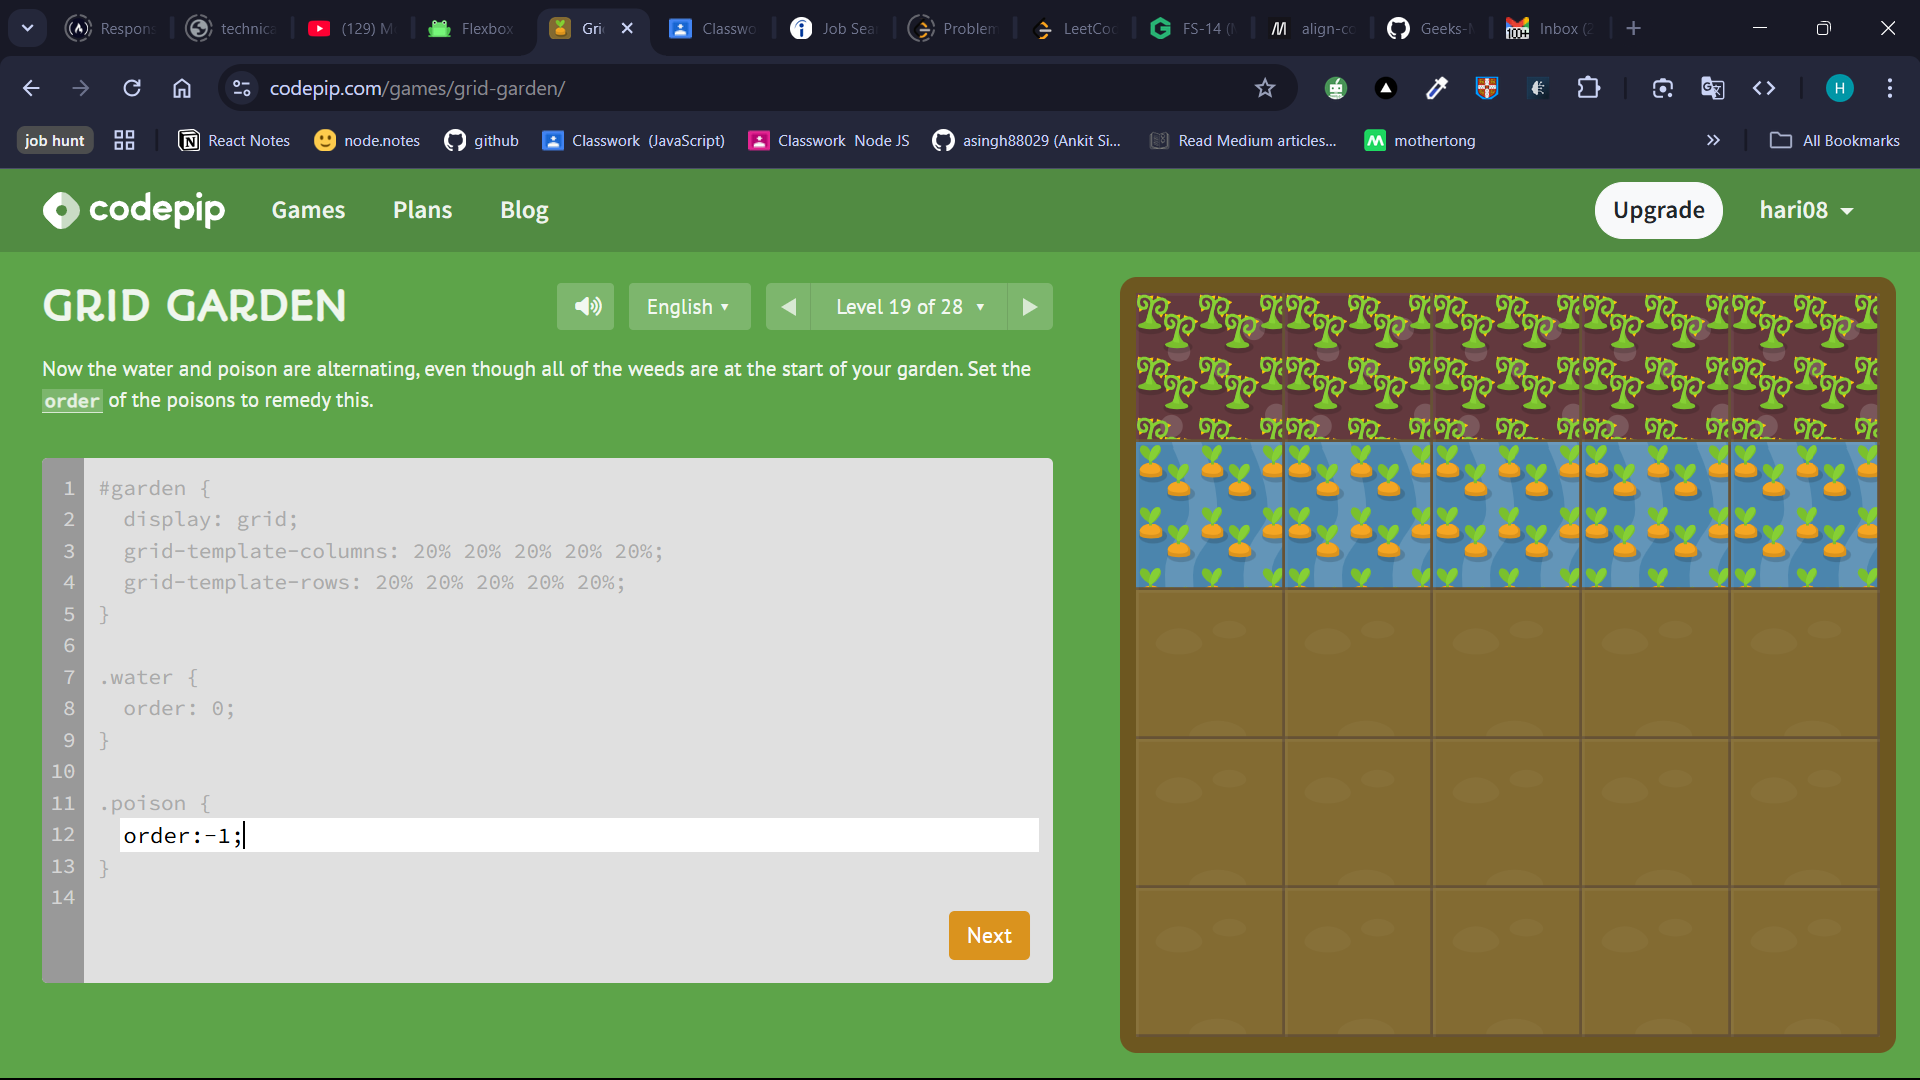 Respon
technica
(129) M
Flexbox
Gri
Classwo
Job Sea
Problem
LeetCo
FS-14 (
align-co
Geeks-
100+ Inbox (2
codepip.com/games/grid-garden/
H
job hunt
React Notes
node.notes
github
Classwork (JavaScript)
Classwork Node JS
asingh88029 (Ankit Si...
Read Medium articles...
mothertong
All Bookmarks
codepip
Games
Plans
Blog
Upgrade
hari08
GRID GARDEN
English
Level 19 of 28
Now the water and poison are alternating, even though all of the weeds are at the start of your garden. Set the
order of the poisons to remedy this.
1 #garden {
2 display: grid;
3 grid-template-columns: 20% 20% 20% 20% 20%;
4 grid-template-rows: 20% 20% 20% 20% 20%;
5 }
6
7 .water {
8 order: 0;
9 }
10
11 .poison {
12 order:-1;
13 }
14
Next